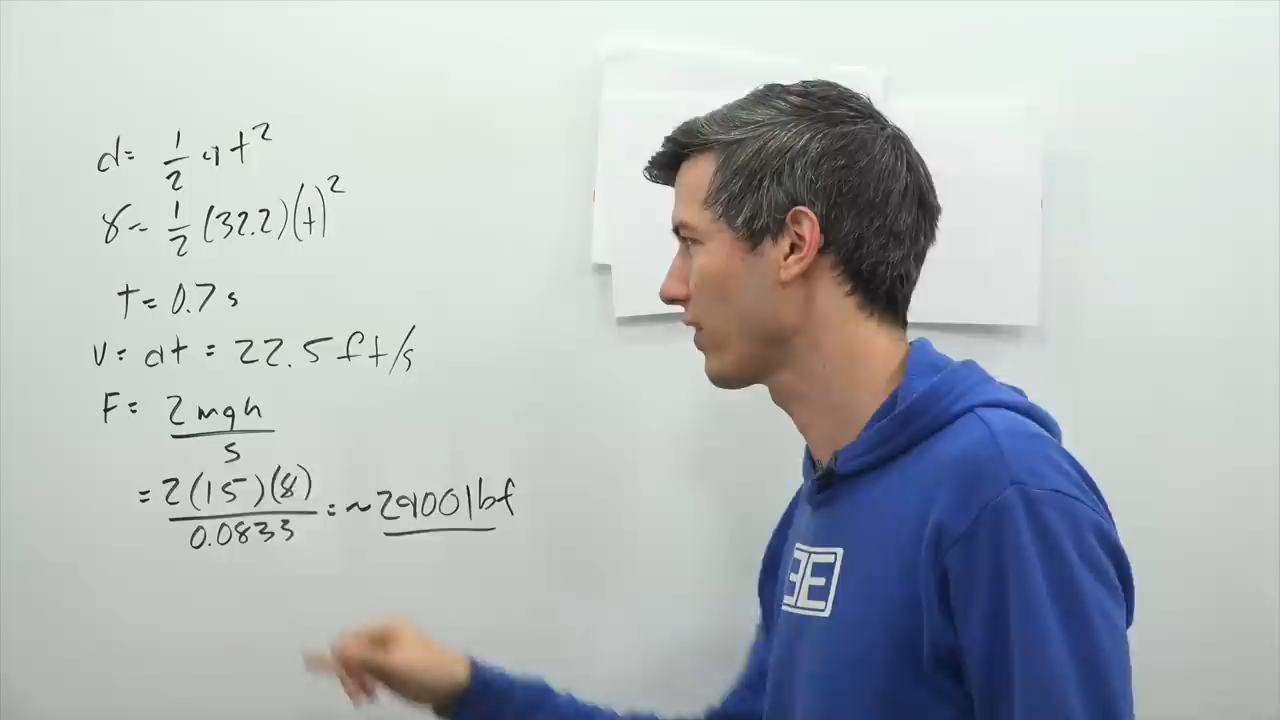 d= 1/2 at²
8= 1/2 (32.2)(t)²
t= 0.7 s
v= at = 22.5 ft/s
F= 2mgh/s
= 2(15)(8)/0.0833 = ~2900 lbf
EE